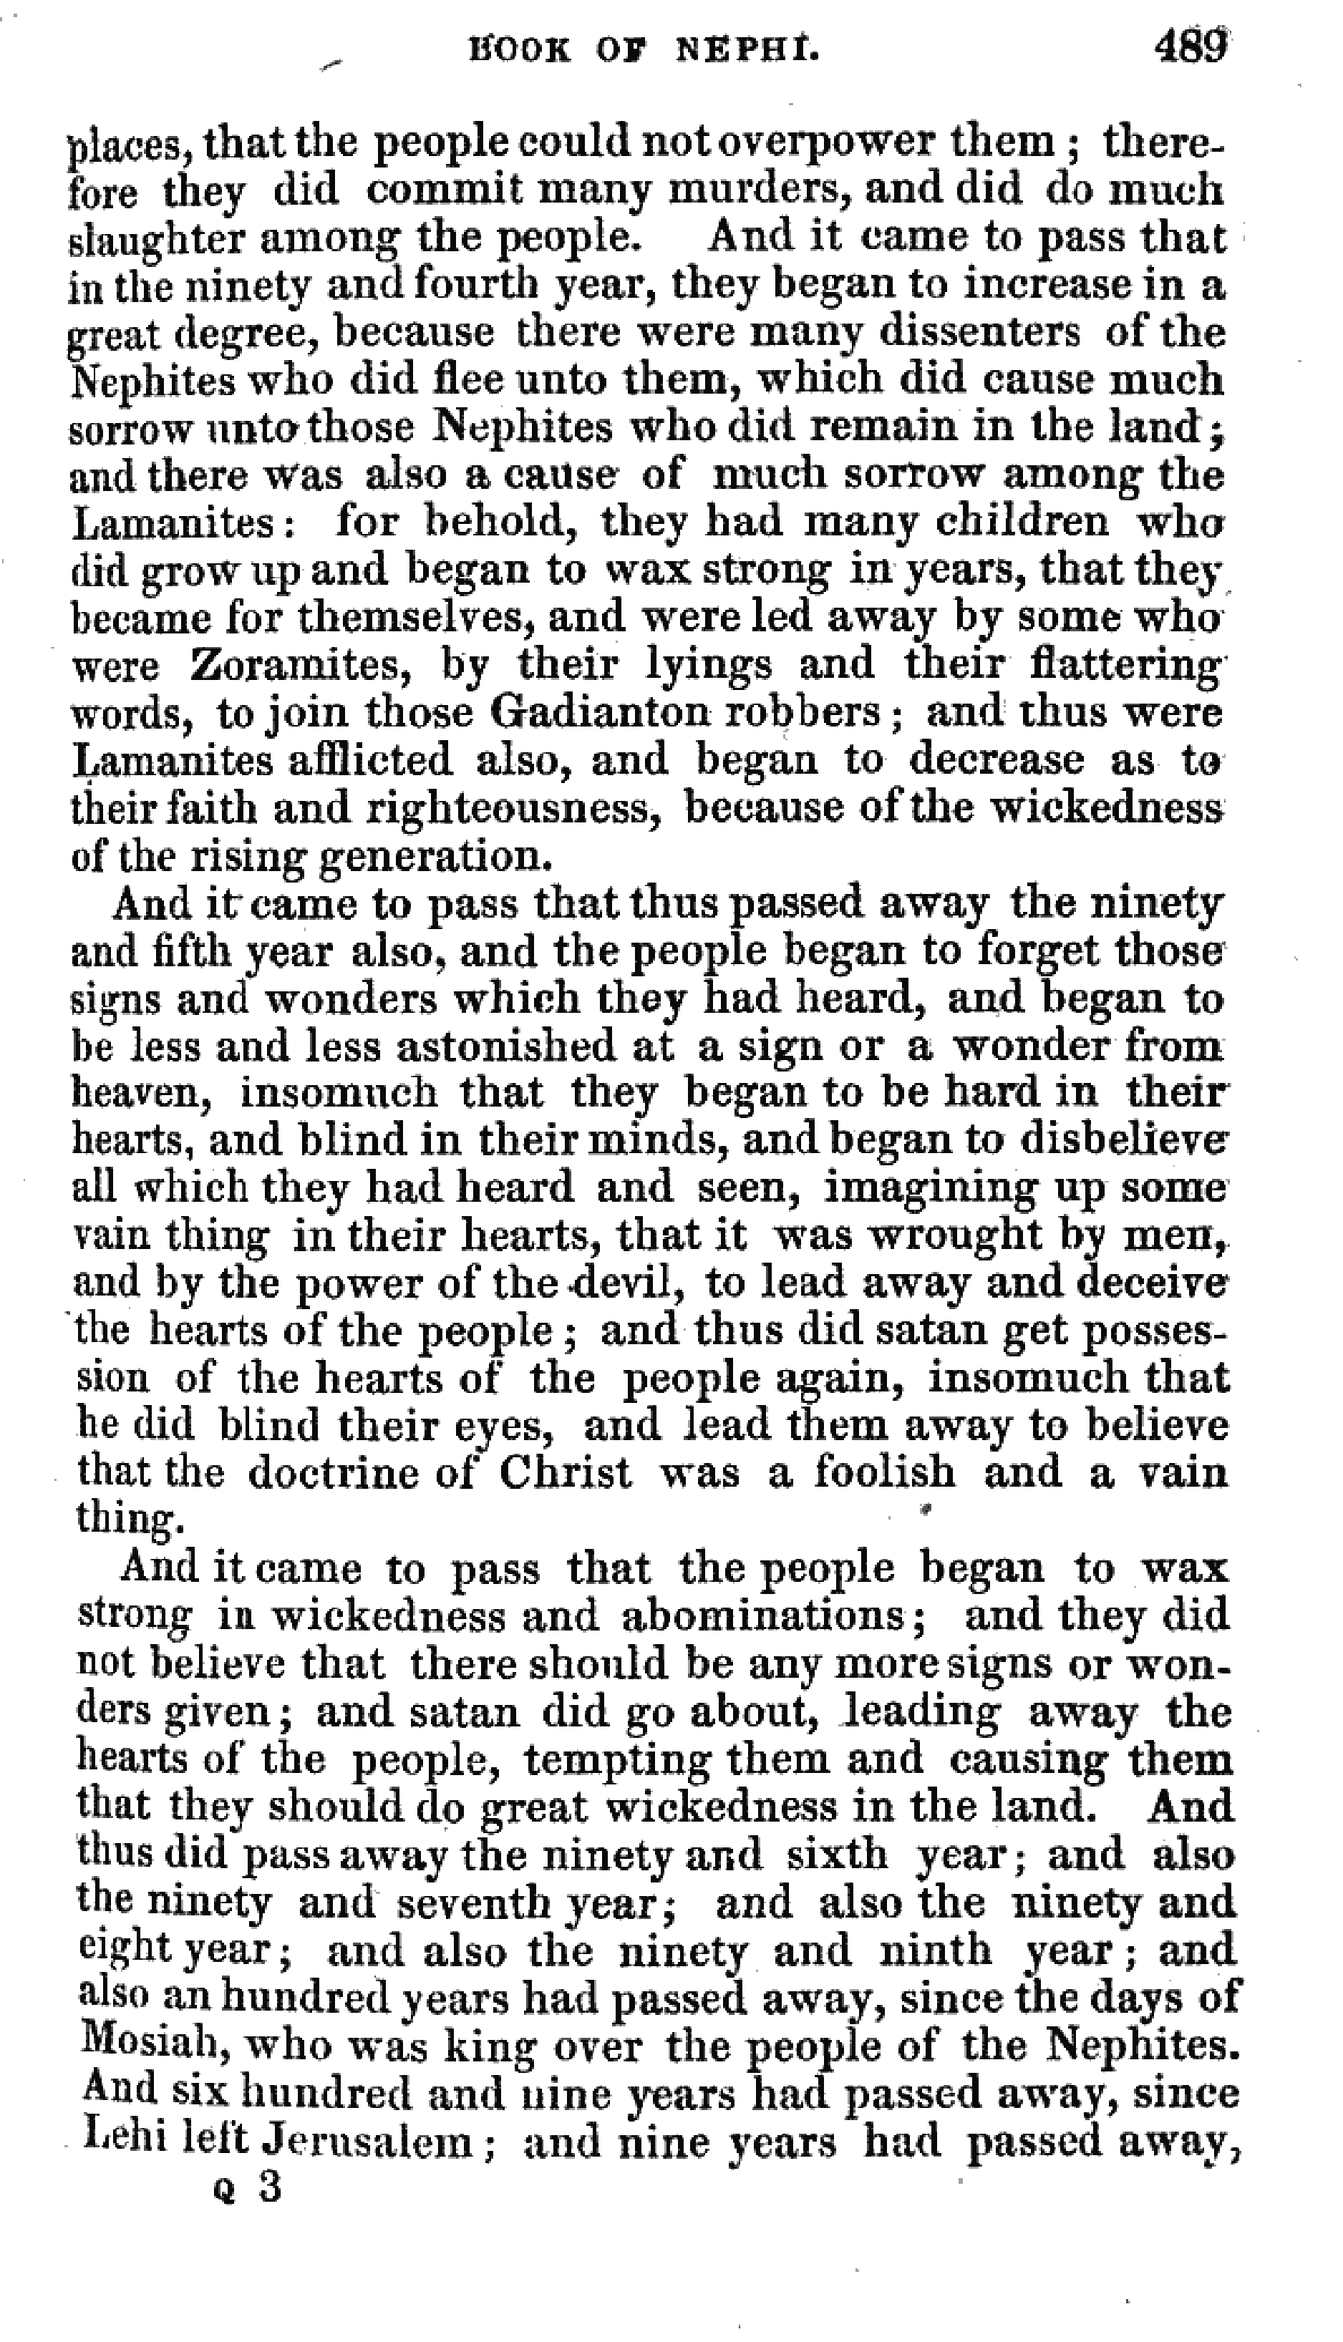 BOOK OF NEPHI. 489
places, that the people could not overpower them; there-
fore they did commit many murders, and did do much
slaughter among the people. And it came to pass that
in the ninety and fourth year, they began to increase in a
great degree, because there were many dissenters of the
Nephites who did flee unto them, which did cause much
sorrow unto those Nephites who did remain in the land;
and there was also a cause of much sorrow among the
Lamanites: for behold, they had many children who
did grow up and began to wax strong in years, that they
became for themselves, and were led away by some who
were Zoramites, by their lyings and their flattering
words, to join those Gadianton robbers; and thus were
Lamanites afflicted also, and began to decrease as to
their faith and righteousness, because of the wickedness
of the rising generation.
And it came to pass that thus passed away the ninety
and fifth year also, and the people began to forget those
signs and wonders which they had heard, and began to
be less and less astonished at a sign or a wonder from
heaven, insomuch that they began to be hard in their
hearts, and blind in their minds, and began to disbelieve
all which they had heard and seen, imagining up some
vain thing in their hearts, that it was wrought by men,
and by the power of the devil, to lead away and deceive
the hearts of the people; and thus did satan get posses-
sion of the hearts of the people again, insomuch that
he did blind their eyes, and lead them away to believe
that the doctrine of Christ was a foolish and a vain
thing.
And it came to pass that the people began to wax
strong in wickedness and abominations; and they did
not believe that there should be any more signs or won-
ders given; and satan did go about, leading away the
hearts of the people, tempting them and causing them
that they should do great wickedness in the land. And
thus did pass away the ninety and sixth year; and also
the ninety and seventh year; and also the ninety and
eight year; and also the ninety and ninth year; and
also an hundred years had passed away, since the days of
Mosiah, who was king over the people of the Nephites.
And six hundred and nine years had passed away, since
Lehi left Jerusalem; and nine years had passed away,
Q 3